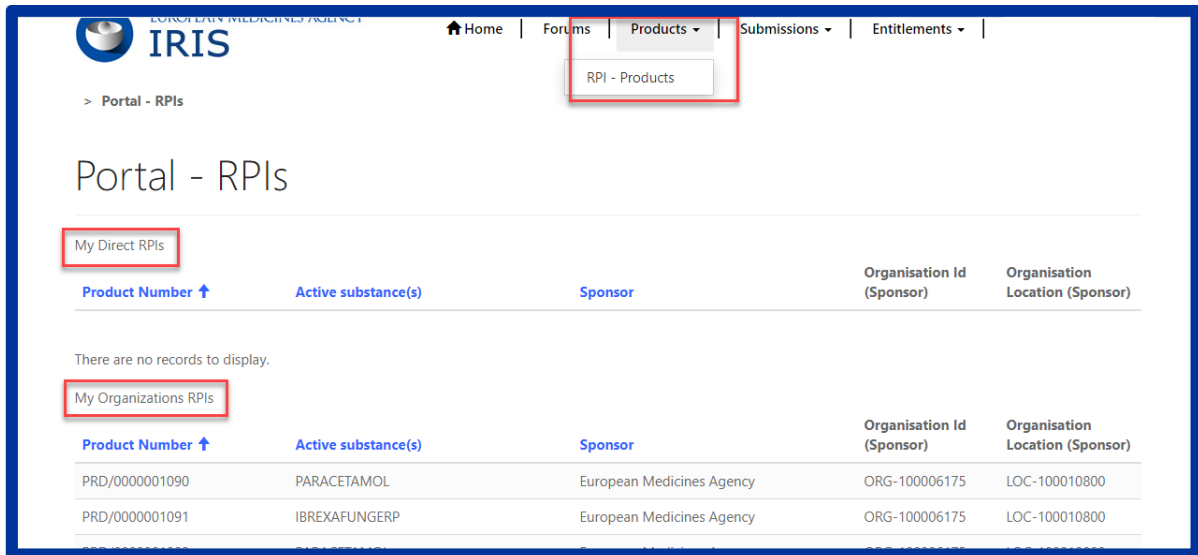 EUROPEAN MEDICINES AGENCY
IRIS
Home | Forums | Products | Submissions | Entitlements |
RPI - Products
> Portal - RPIs
Portal - RPIs
My Direct RPIs
Product Number Active substance(s) Sponsor Organisation Id (Sponsor) Organisation Location (Sponsor)
There are no records to display.
My Organizations RPIs
Product Number Active substance(s) Sponsor Organisation Id (Sponsor) Organisation Location (Sponsor)
PRD/0000001090 PARACETAMOL European Medicines Agency ORG-100006175 LOC-100010800
PRD/0000001091 IBREXAFUNGERP European Medicines Agency ORG-100006175 LOC-100010800